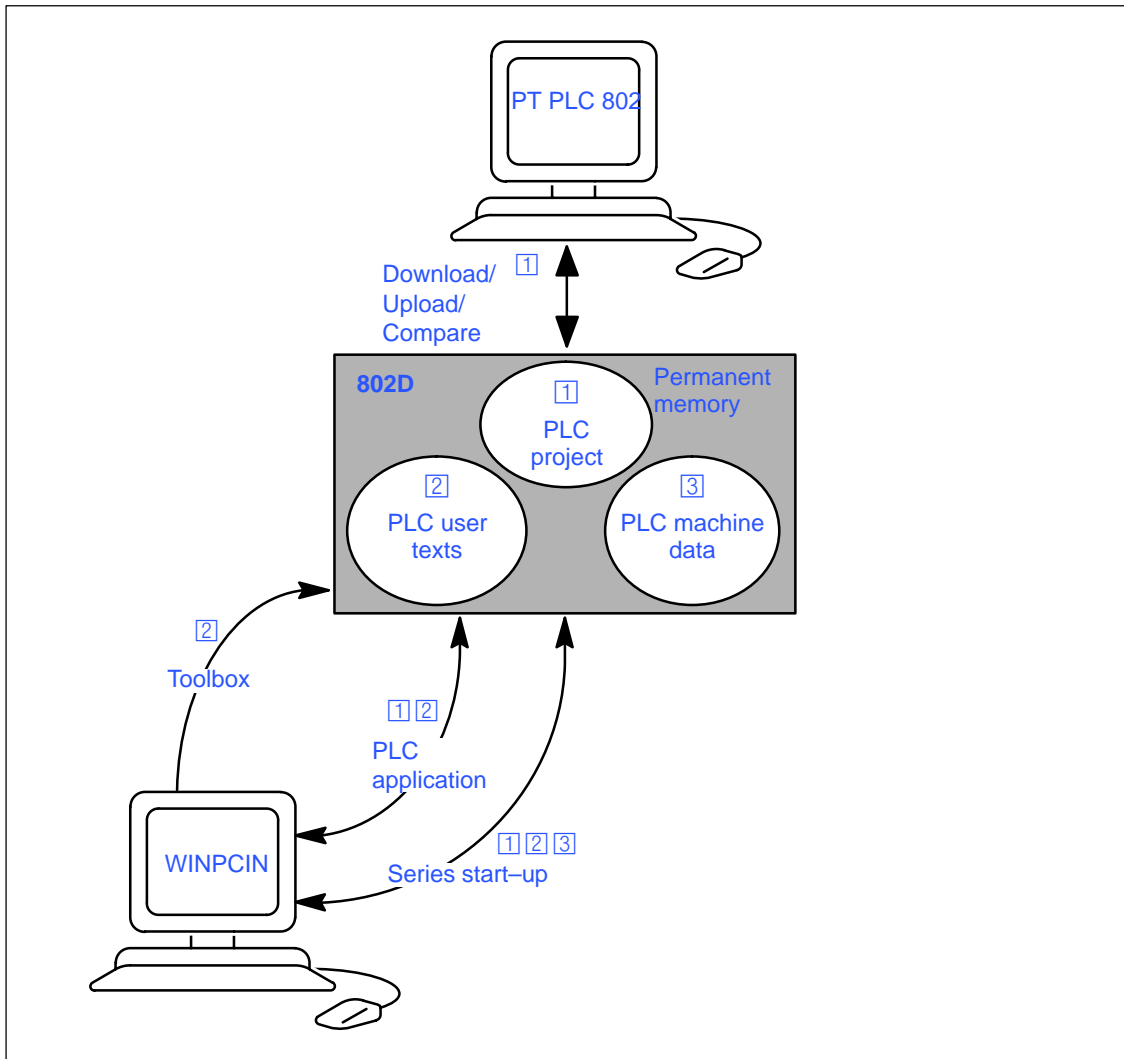 PT PLC 802
Download/
Upload/
Compare
1
802D
Permanent
memory
1
PLC
project
2
PLC user
texts
3
PLC machine
data
2
Toolbox
1 2
PLC
application
1 2 3
Series start–up
WINPCIN